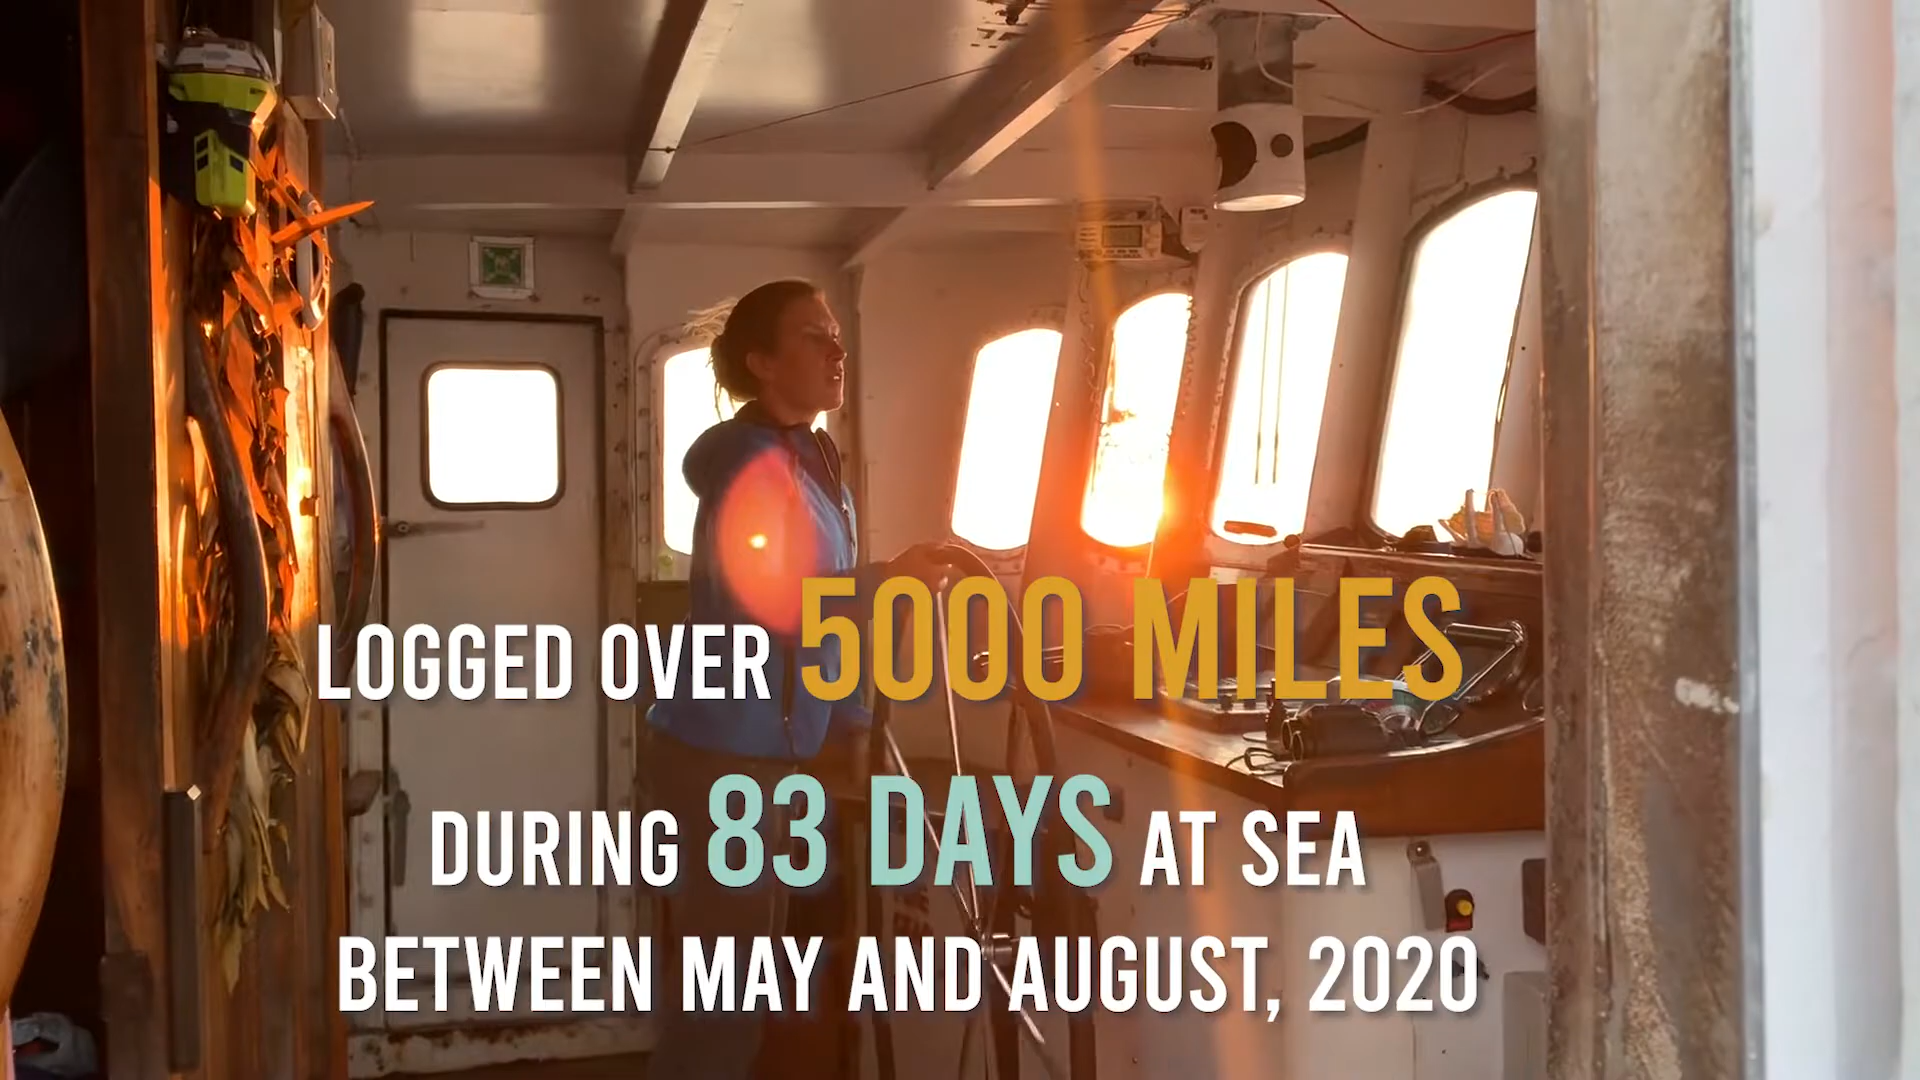 LOGGED OVER 5000 MILES
DURING 83 DAYS AT SEA
BETWEEN MAY AND AUGUST, 2020